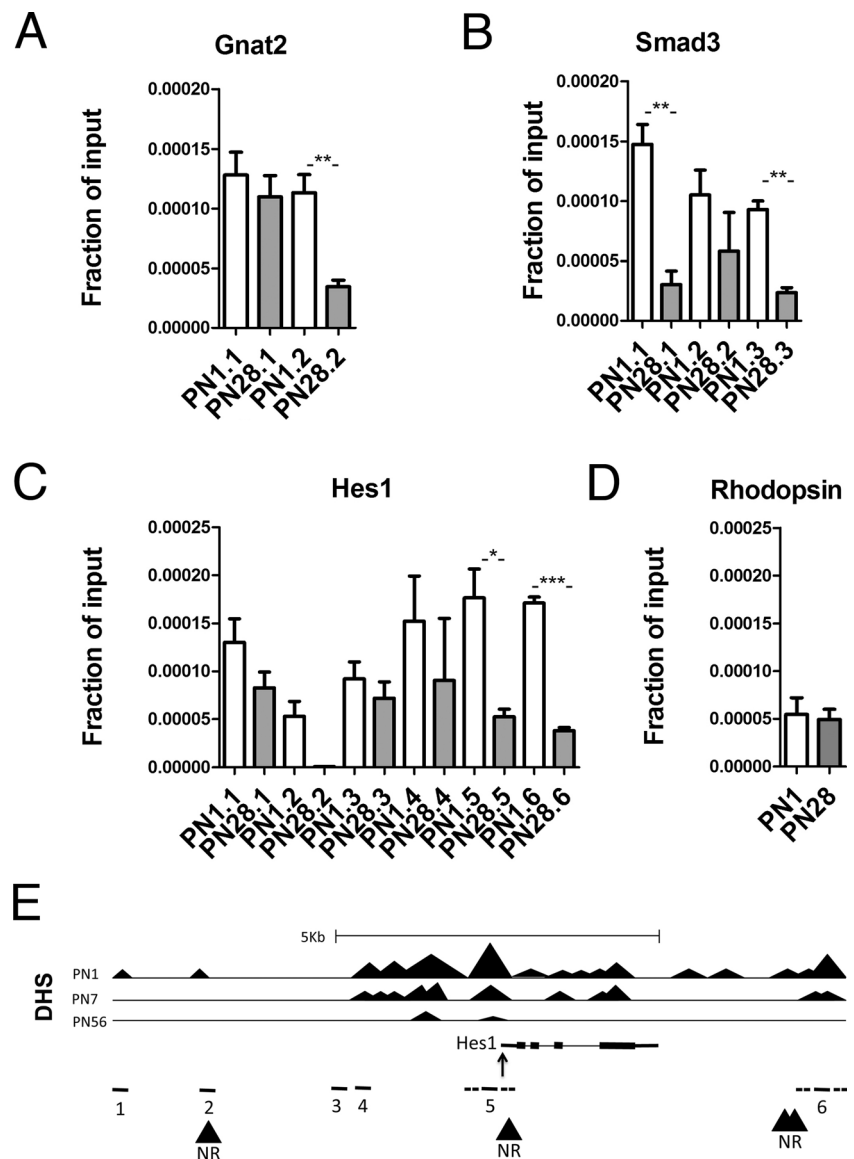 A
Gnat2
Fraction of input
0.00020
0.00015
0.00010
0.00005
0.00000
-**-
PN1.1
PN28.1
PN1.2
PN28.2
B
Smad3
Fraction of input
0.00020
0.00015
0.00010
0.00005
0.00000
-**-
-**-
PN1.1
PN28.1
PN1.2
PN28.2
PN1.3
PN28.3
C
Hes1
Fraction of input
0.00025
0.00020
0.00015
0.00010
0.00005
0.00000
-*-
-***-
PN1.1
PN28.1
PN1.2
PN28.2
PN1.3
PN28.3
PN1.4
PN28.4
PN1.5
PN28.5
PN1.6
PN28.6
D
Rhodopsin
Fraction of input
0.00025
0.00020
0.00015
0.00010
0.00005
0.00000
PN1
PN28
E
DHS
5Kb
PN1
PN7
PN56
Hes1
1 2 3 4 5 6
NR NR NR